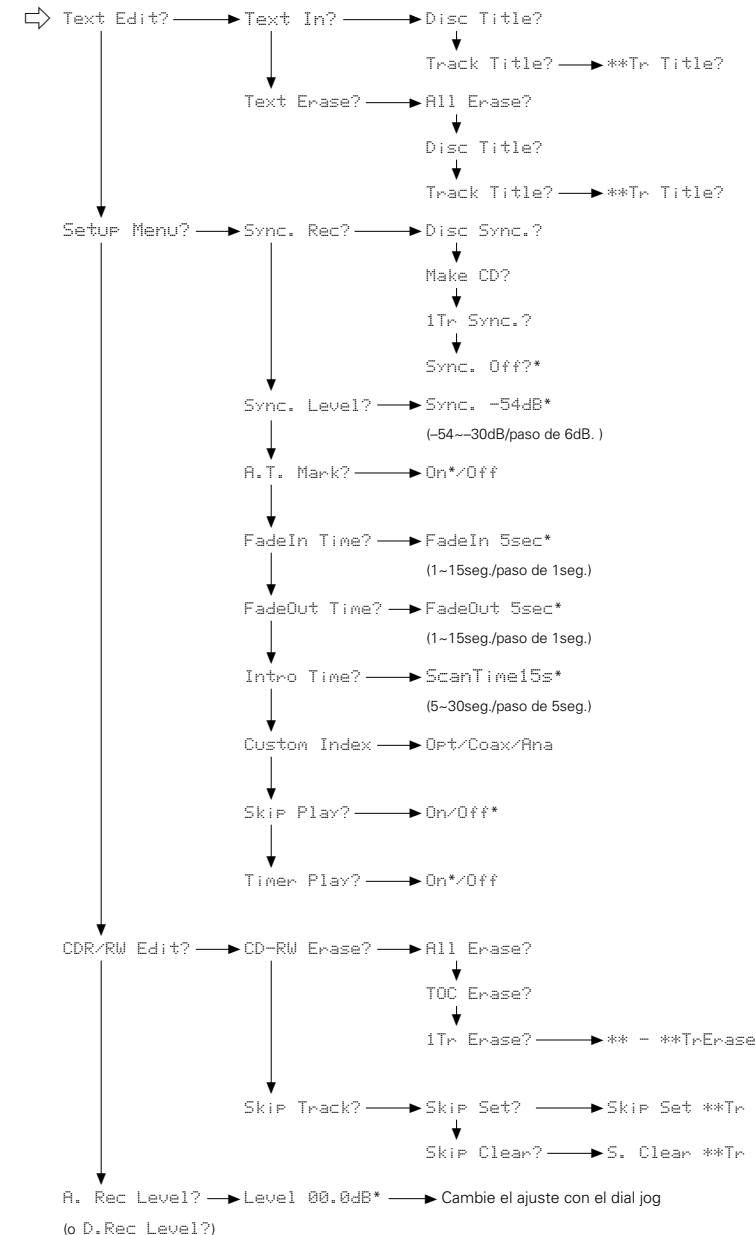 Text Edit? Text In? Disc Title?
Track Title? **Tr Title?
Text Erase? All Erase?
Disc Title?
Track Title? **Tr Title?
Setup Menu? Sync. Rec? Disc Sync.?
Make CD?
1Tr Sync.?
Sync. Off?*
Sync. Level? Sync. -54dB*
(–54~–30dB/paso de 6dB. )
A.T. Mark? On*/Off
FadeIn Time? FadeIn 5sec*
(1~15seg./paso de 1seg.)
FadeOut Time? FadeOut 5sec*
(1~15seg./paso de 1seg.)
Intro Time? ScanTime15s*
(5~30seg./paso de 5seg.)
Custom Index Opt/Coax/Ana
Skip Play? On/Off*
Timer Play? On*/Off
CDR/RW Edit? CD-RW Erase? All Erase?
TOC Erase?
1Tr Erase? ** - **TrErase
Skip Track? Skip Set? Skip Set **Tr
Skip Clear? S. Clear **Tr
A. Rec Level? Level 00.0dB* Cambie el ajuste con el dial jog
(o D.Rec Level?)